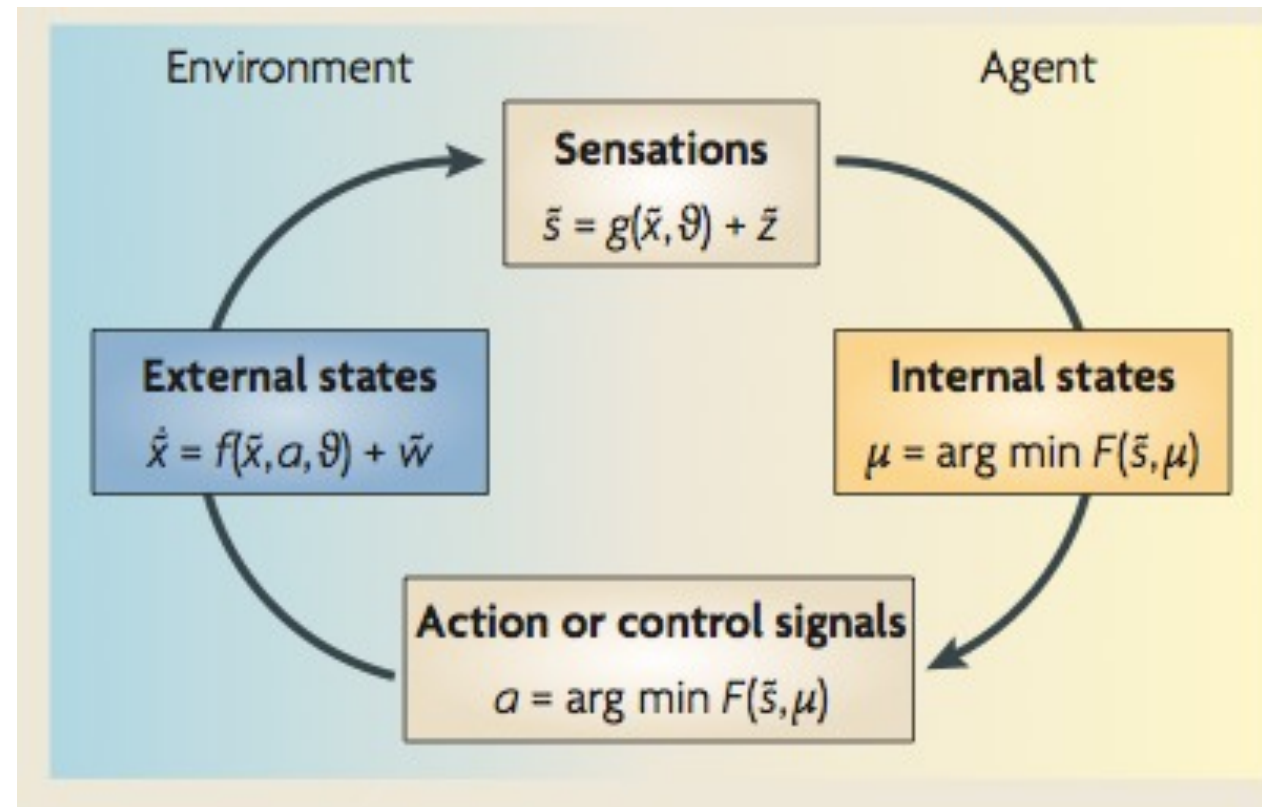 Environment
Agent
Sensations
s̃ = g(x̃, ϑ) + z̃
External states
x̃̇ = f(x̃, a, ϑ) + w̃
Internal states
μ = arg min F(s̃, μ)
Action or control signals
a = arg min F(s̃, μ)